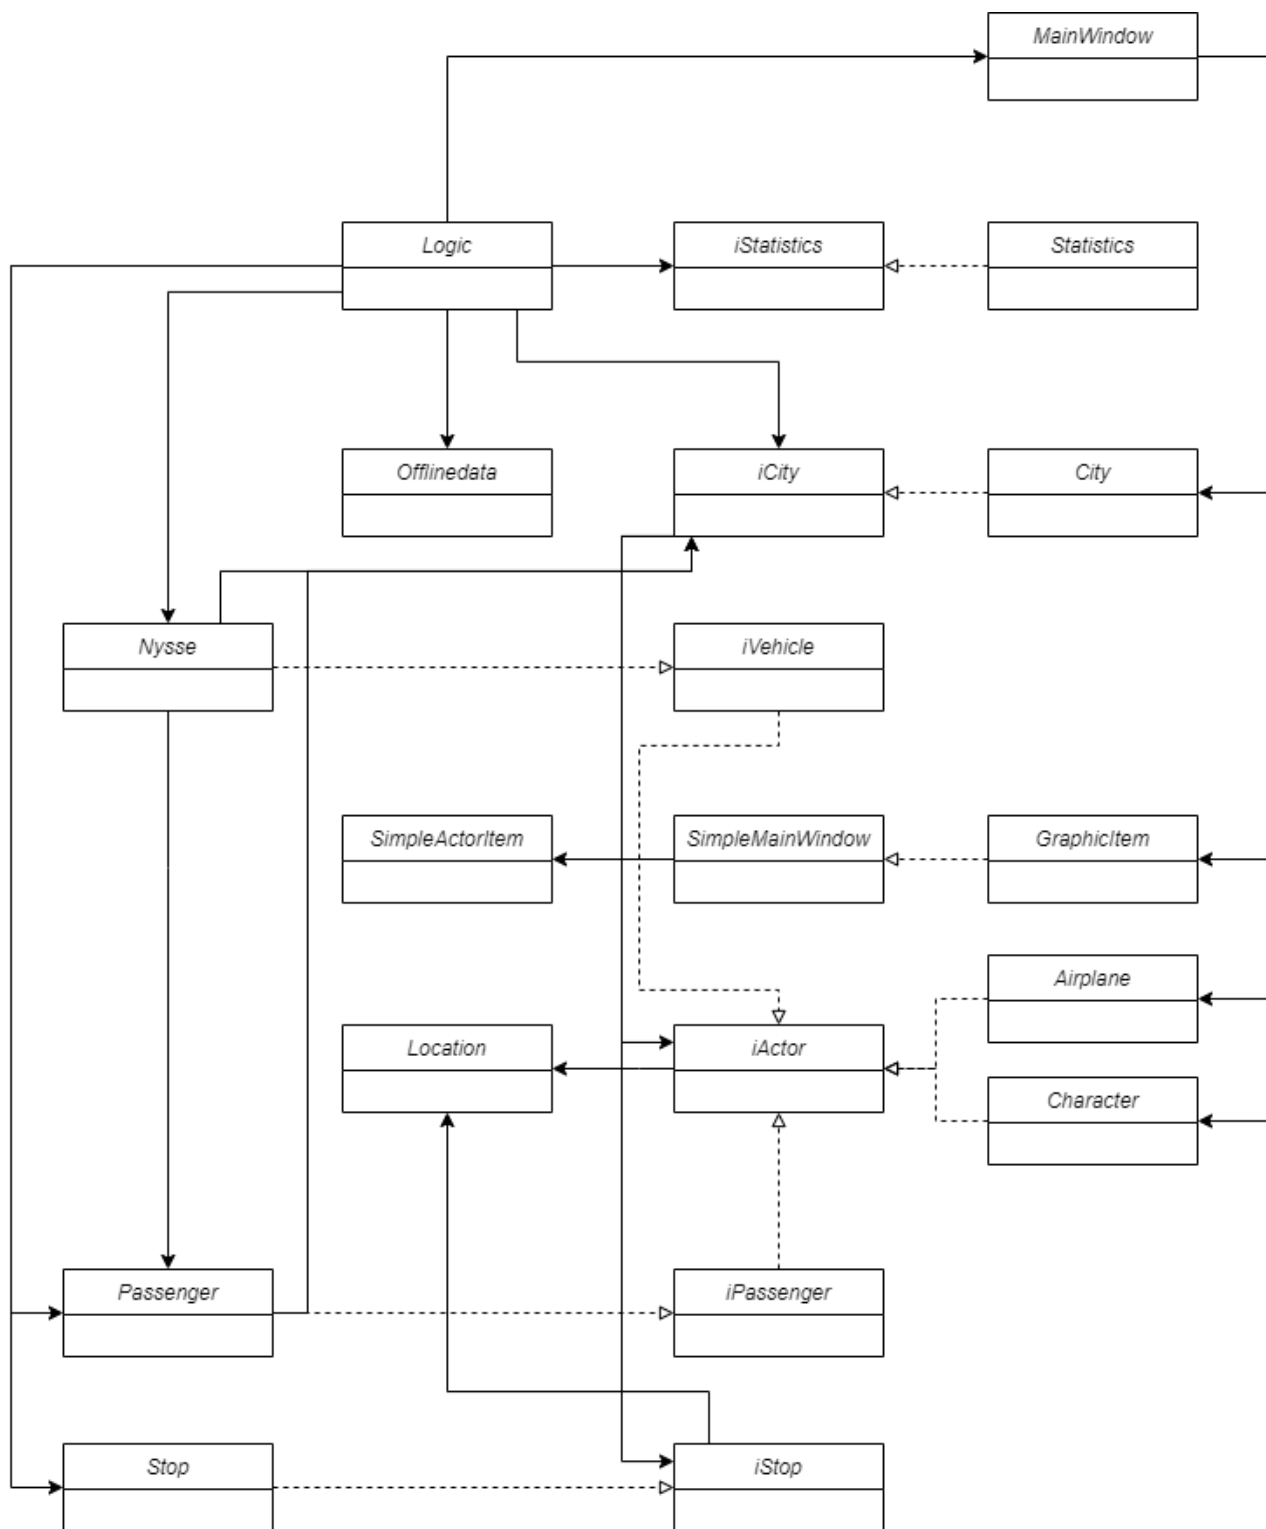 MainWindow
Logic
iStatistics
Statistics
Offlinedata
iCity
City
Nysse
iVehicle
SimpleActorItem
SimpleMainWindow
GraphicItem
Airplane
Location
iActor
Character
Passenger
iPassenger
Stop
iStop